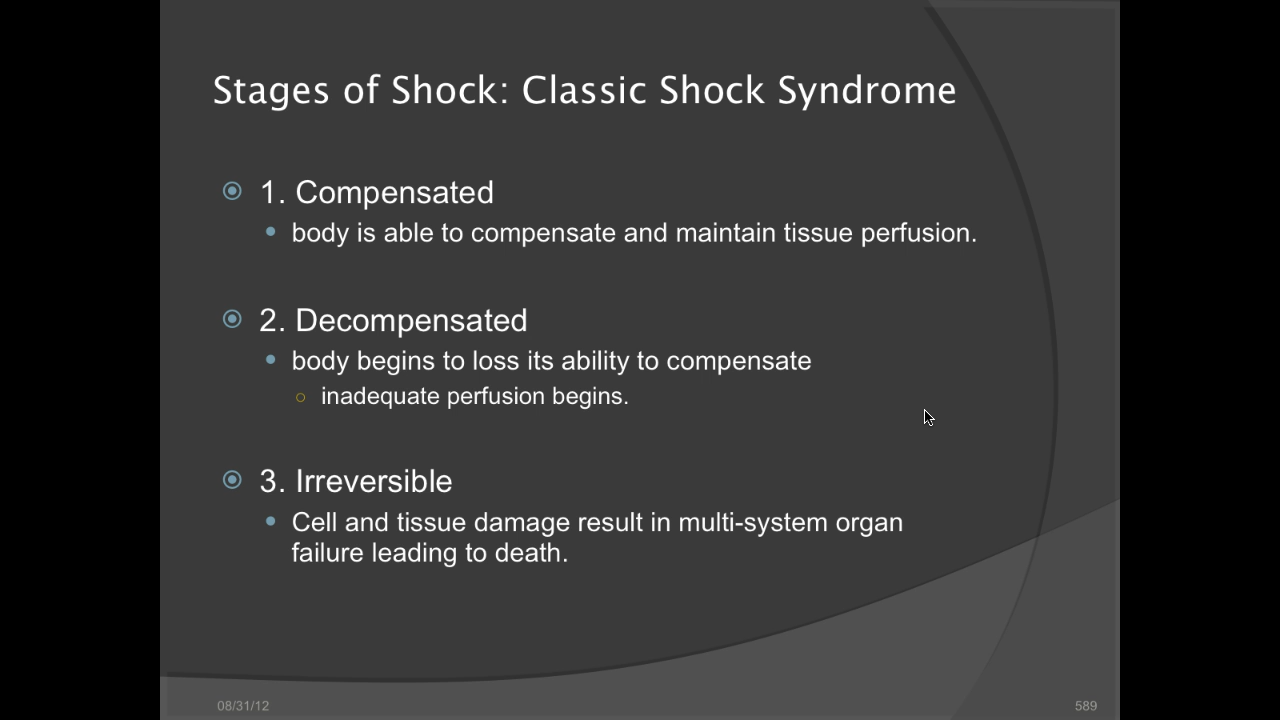 Stages of Shock: Classic Shock Syndrome
1. Compensated
body is able to compensate and maintain tissue perfusion.
2. Decompensated
body begins to loss its ability to compensate
inadequate perfusion begins.
3. Irreversible
Cell and tissue damage result in multi-system organ
failure leading to death.
08/31/12
589